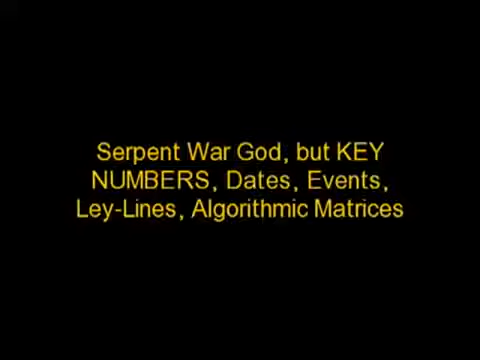 Serpent War God, but KEY
NUMBERS, Dates, Events,
Ley-Lines, Algorithmic Matrices